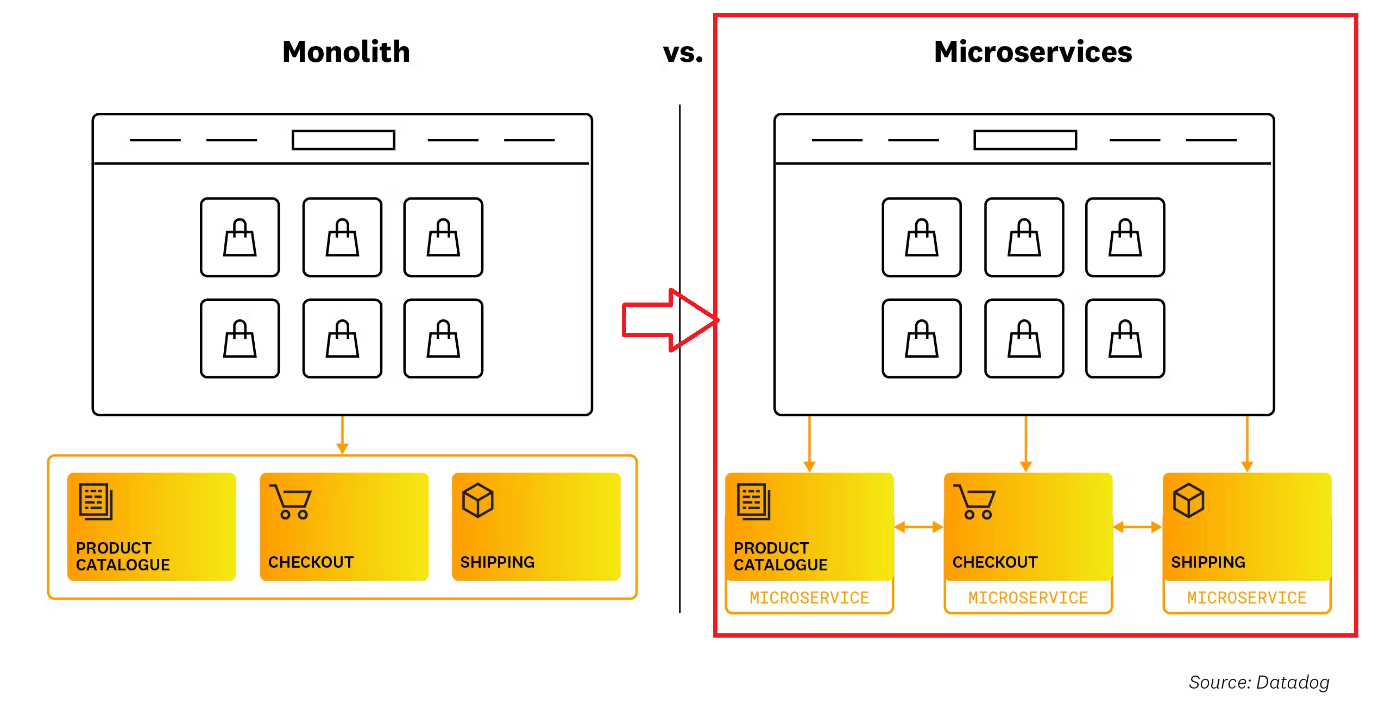 Monolith
vs.
Microservices
PRODUCT
CATALOGUE
CHECKOUT
SHIPPING
PRODUCT
CATALOGUE
CHECKOUT
SHIPPING
MICROSERVICE
MICROSERVICE
MICROSERVICE
Source: Datadog